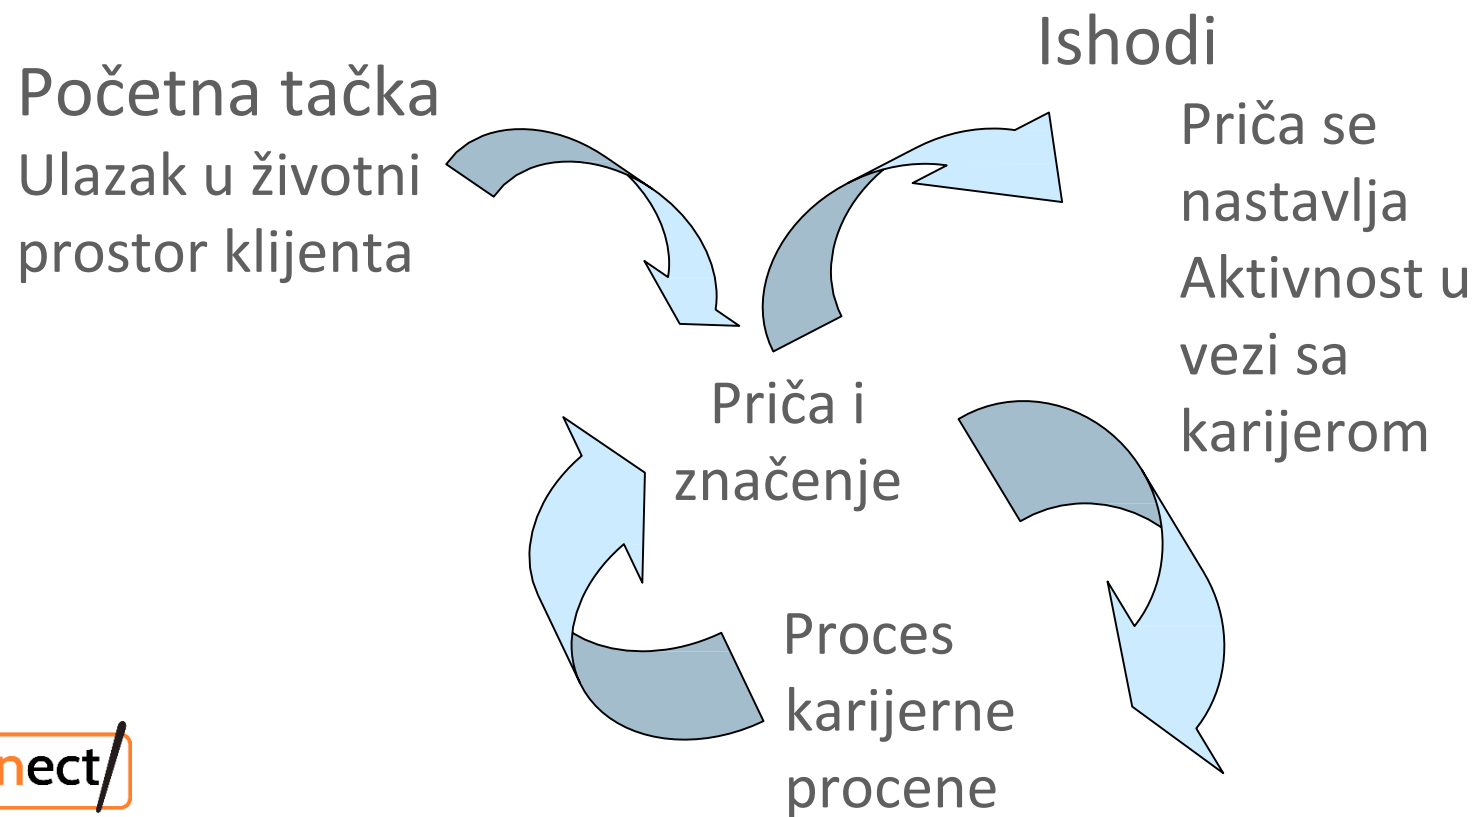 Početna tačka
Ulazak u životni
prostor klijenta
Ishodi
Priča se
nastavlja
Aktivnost u
vezi sa
karijerom
Priča i
značenje
Proces
karijerne
procene
nect